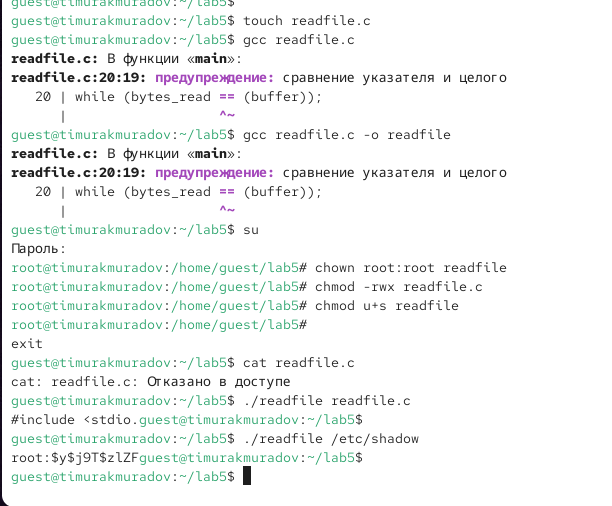 guest@timurakmuradov:~/lab5$
guest@timurakmuradov:~/lab5$ touch readfile.c
guest@timurakmuradov:~/lab5$ gcc readfile.c
readfile.c: В функции «main»:
readfile.c:20:19: предупреждение: сравнение указателя и целого
20 | while (bytes_read == (buffer));
| ^~
guest@timurakmuradov:~/lab5$ gcc readfile.c -o readfile
readfile.c: В функции «main»:
readfile.c:20:19: предупреждение: сравнение указателя и целого
20 | while (bytes_read == (buffer));
| ^~
guest@timurakmuradov:~/lab5$ su
Пароль:
root@timurakmuradov:/home/guest/lab5# chown root:root readfile
root@timurakmuradov:/home/guest/lab5# chmod -rwx readfile.c
root@timurakmuradov:/home/guest/lab5# chmod u+s readfile
root@timurakmuradov:/home/guest/lab5#
exit
guest@timurakmuradov:~/lab5$ cat readfile.c
cat: readfile.c: Отказано в доступе
guest@timurakmuradov:~/lab5$ ./readfile readfile.c
#include <stdio.guest@timurakmuradov:~/lab5$
guest@timurakmuradov:~/lab5$ ./readfile /etc/shadow
root:$y$j9T$zlZFguest@timurakmuradov:~/lab5$
guest@timurakmuradov:~/lab5$